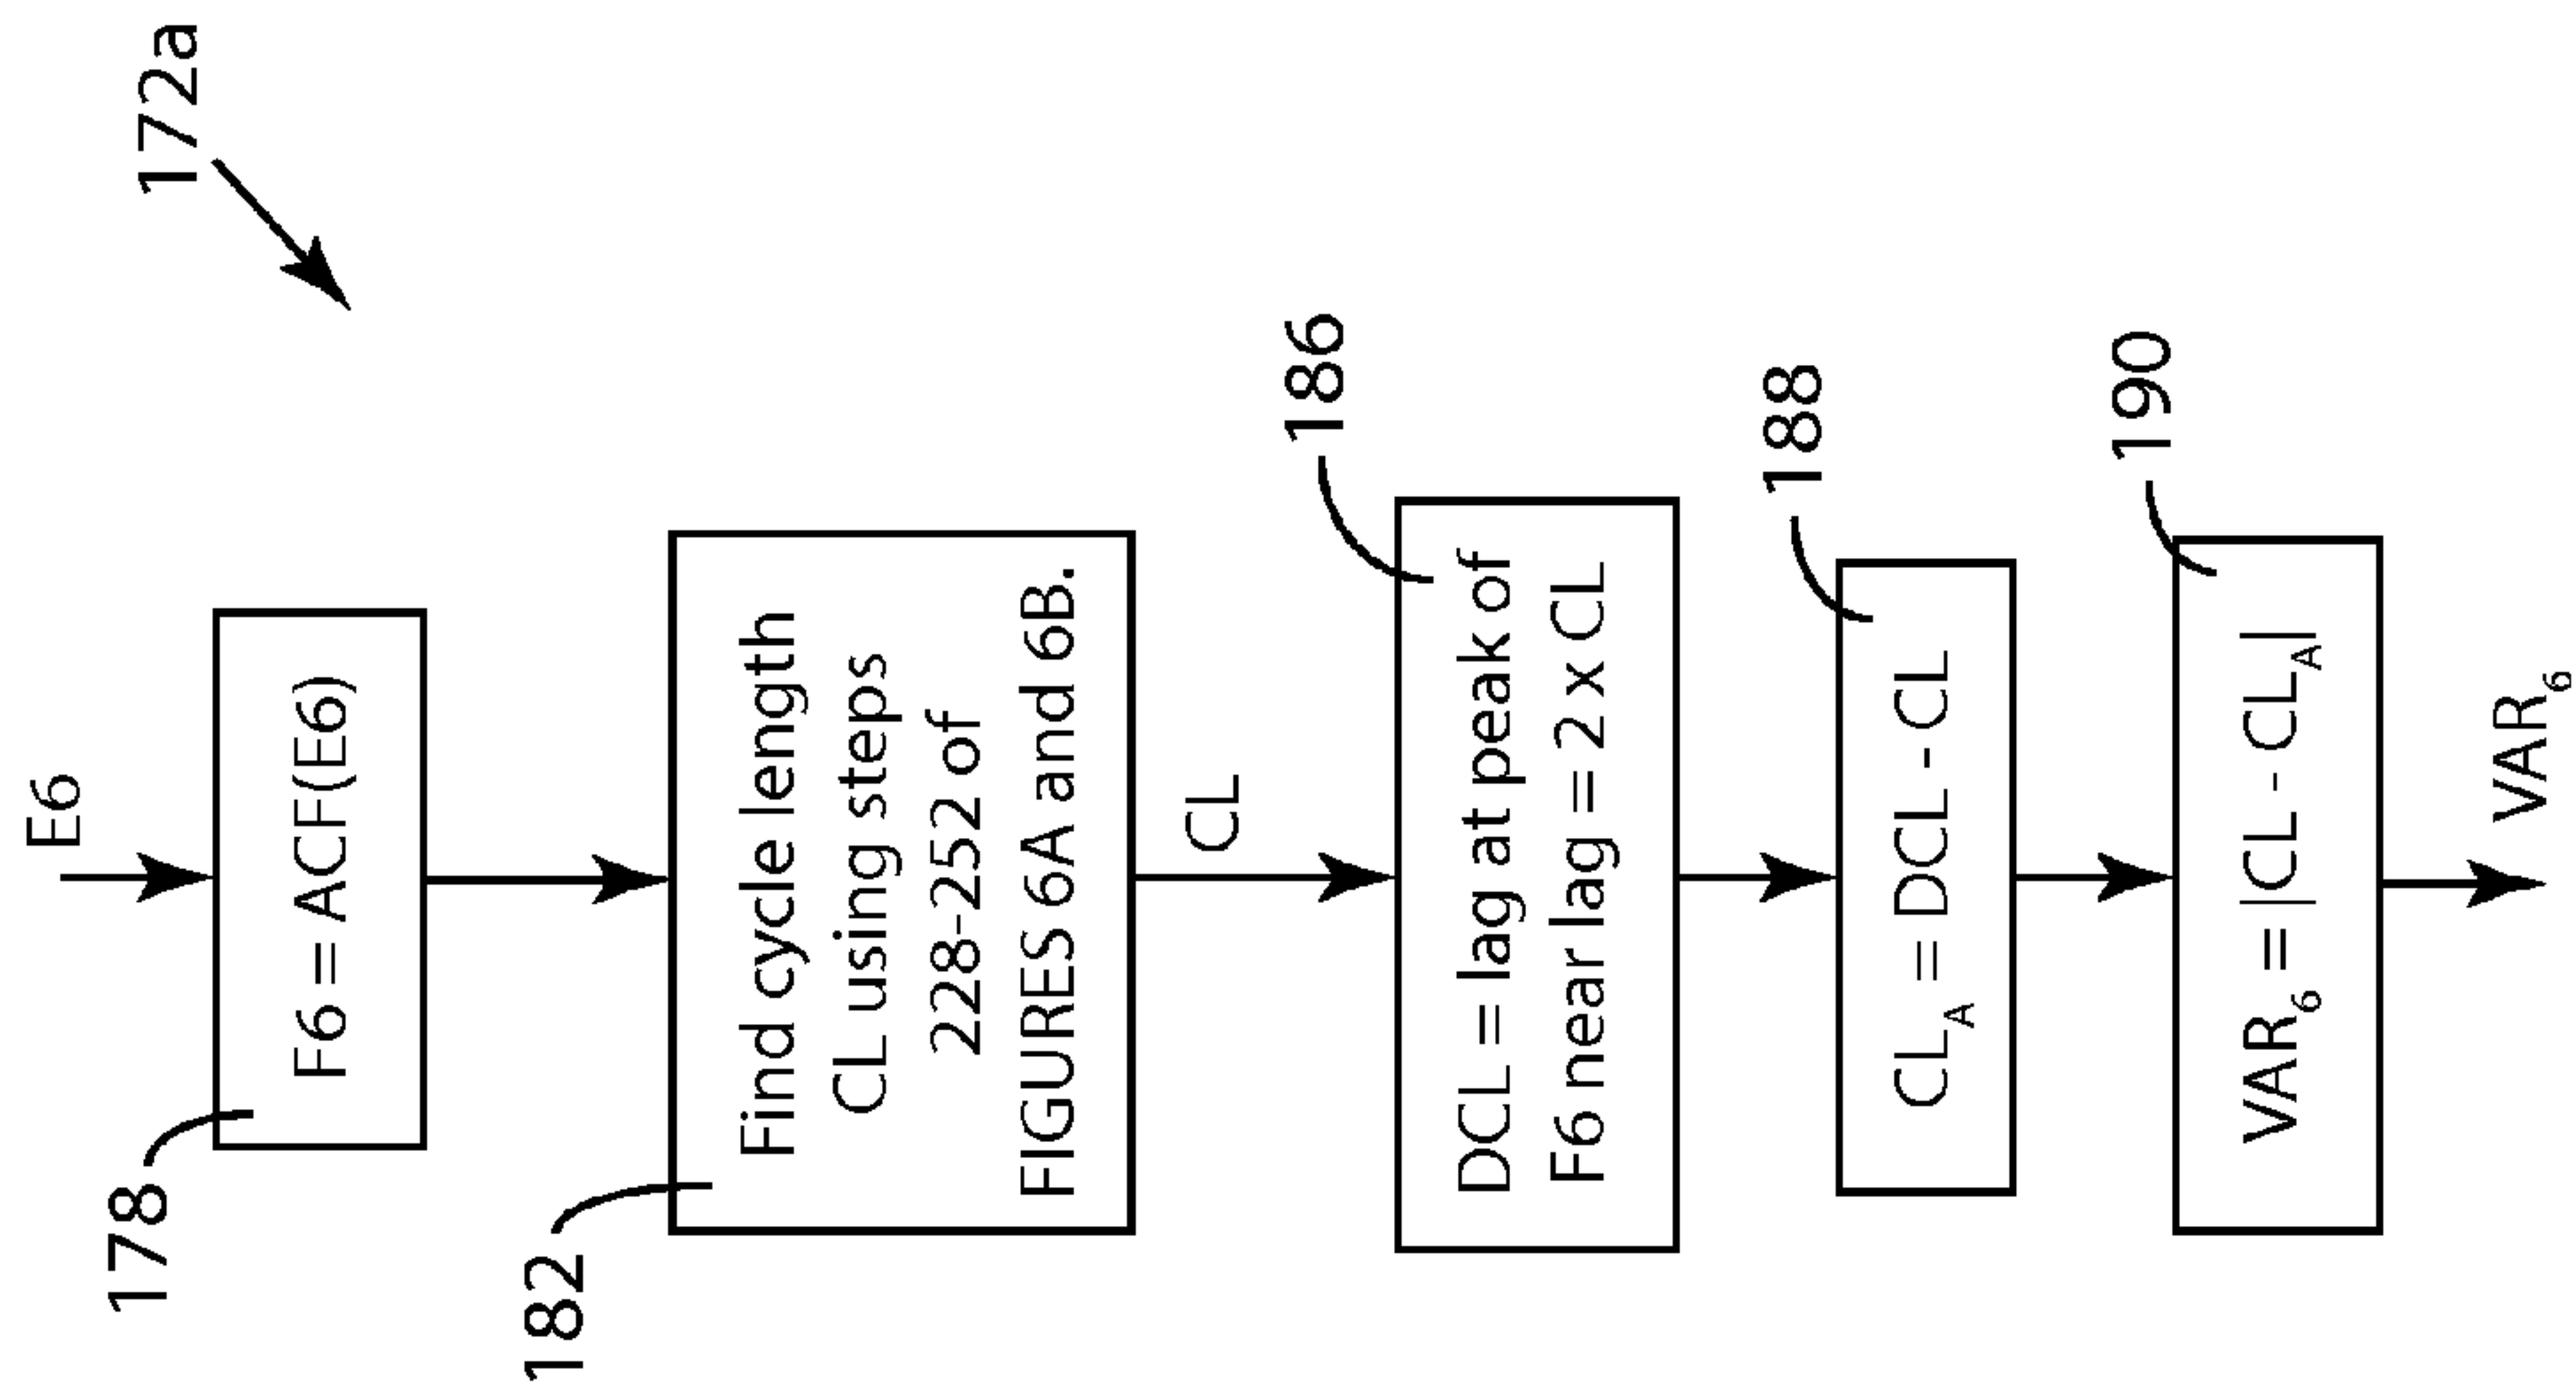 172a
E6
178
F6 = ACF(E6)
182
Find cycle length
CL using steps
228-252 of
FIGURES 6A and 6B.
CL
186
DCL = lag at peak of
F6 near lag = 2 x CL
188
CL_A = DCL - CL
190
VAR_6 = |CL - CL_A|
VAR_6